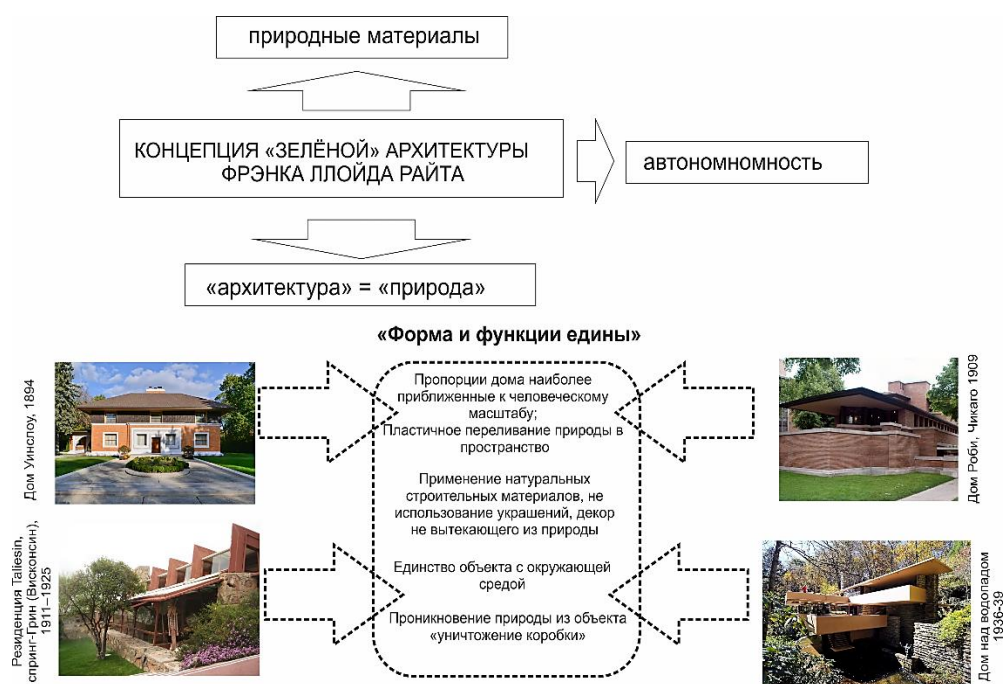 природные материалы
КОНЦЕПЦИЯ «ЗЕЛЁНОЙ» АРХИТЕКТУРЫ
ФРЭНКА ЛЛОЙДА РАЙТА
автономномность
«архитектура» = «природа»
«Форма и функции едины»
Дом Уинслоу, 1894
Пропорции дома наиболее
приближенные к человеческому
масштабу;
Пластичное переливание природы в
пространство
Применение натуральных
строительных материалов, не
использование украшений, декор
не вытекающего из природы
Единство объекта с окружающей
средой
Проникновение природы из объекта
«уничтожение коробки»
Дом Роби, Чикаго 1909
Резиденция Taliesin,
спринг-Грин (Висконсин),
1911–1925
Дом над водопадом
1936-39